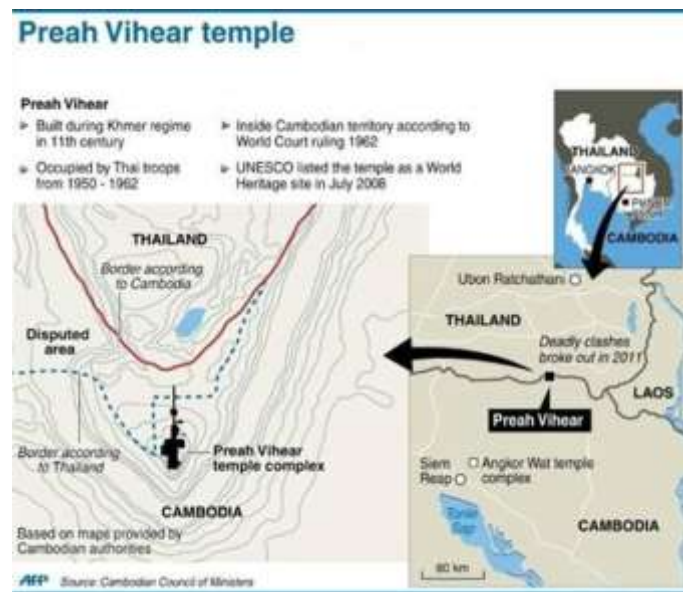 Preah Vihear temple
Preah Vihear
Built during Khmer regime
in 11th century
Occupied by Thai troops
from 1950 - 1962
Inside Cambodian territory according to
World Court ruling 1962
UNESCO listed the temple as a World
Heritage site in July 2008
THAILAND
BANGKOK
CAMBODIA
THAILAND
Border according
to Cambodia
Disputed
area
Border according
to Thailand
Preah Vihear
temple complex
CAMBODIA
Based on maps provided by
Cambodian authorities
Ubon Ratchathani
THAILAND
Deadly clashes
broke out in 2011
LAOS
Preah Vihear
Siem
Reap
Angkor Wat temple
complex
Tonle
Sap
CAMBODIA
80 km
AFP Source: Cambodian Council of Ministers